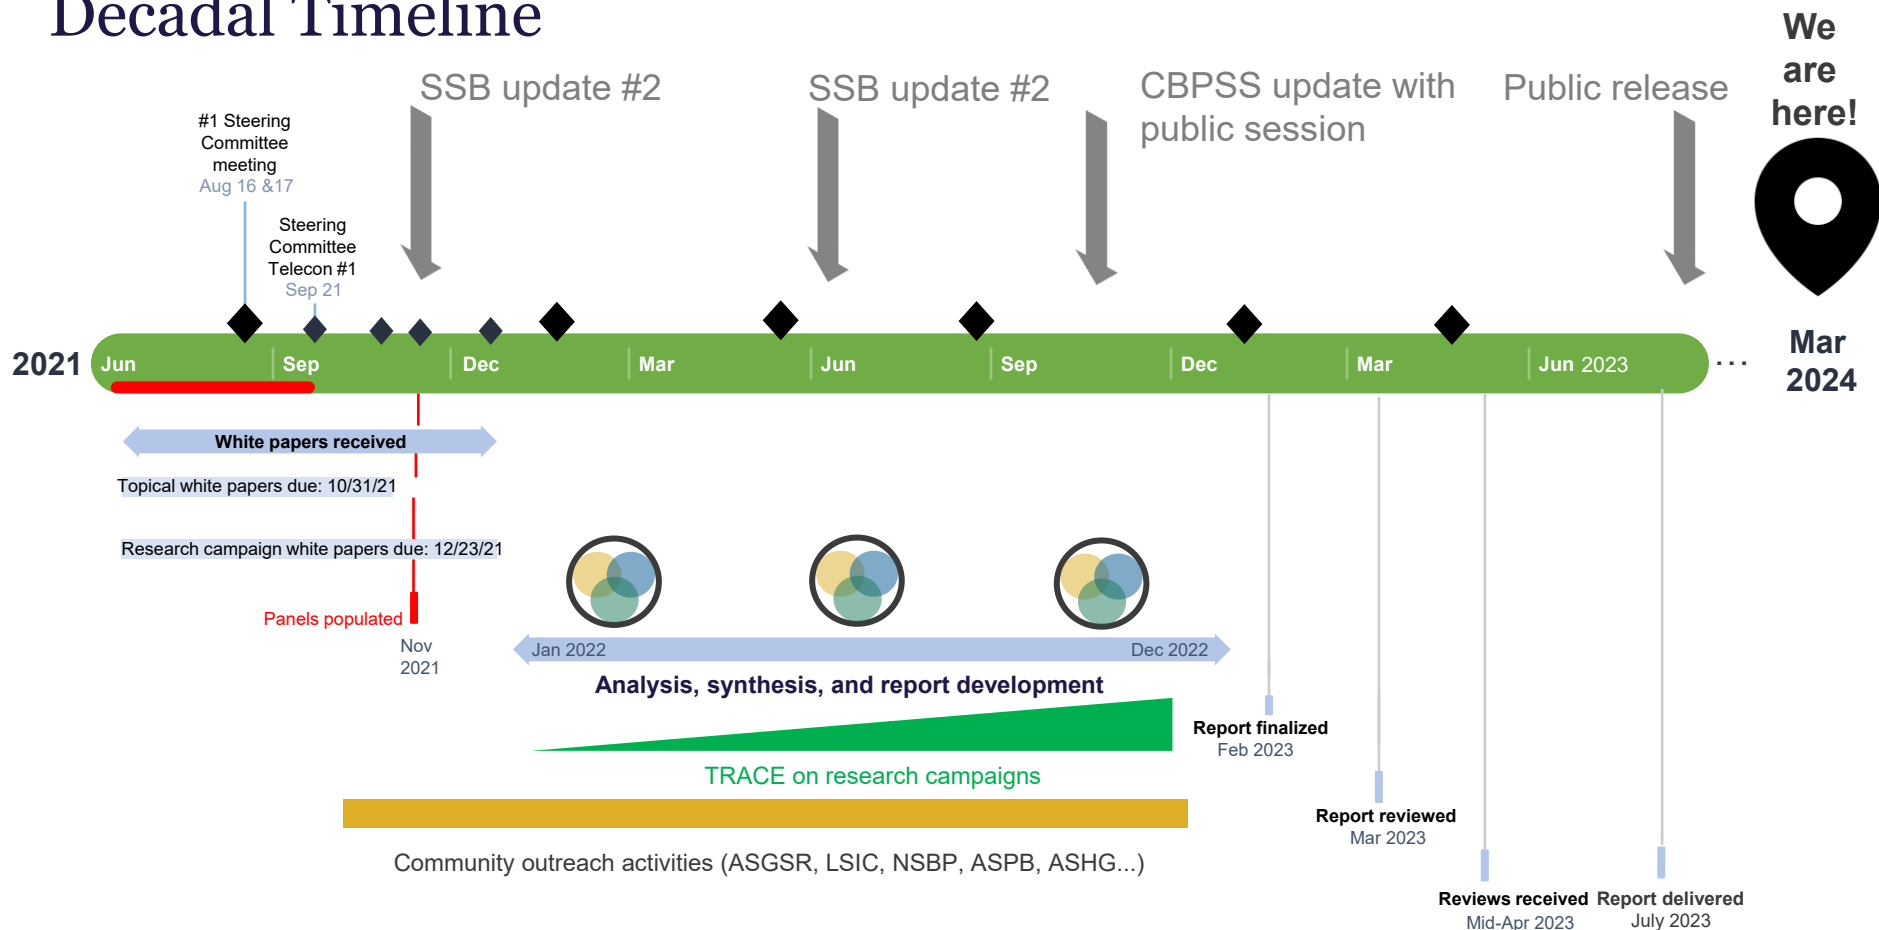 Decadal Timeline
We
are
here!
SSB update #2
SSB update #2
CBPSS update with
public session
Public release
#1 Steering
Committee
meeting
Aug 16 &17
Steering
Committee
Telecon #1
Sep 21
2021
Jun
Sep
Dec
Mar
Jun
Sep
Dec
Mar
Jun 2023
...
Mar
2024
White papers received
Topical white papers due: 10/31/21
Research campaign white papers due: 12/23/21
Panels populated
Nov
2021
Jan 2022
Dec 2022
Analysis, synthesis, and report development
TRACE on research campaigns
Community outreach activities (ASGSR, LSIC, NSBP, ASPB, ASHG...)
Report finalized
Feb 2023
Report reviewed
Mar 2023
Reviews received
Mid-Apr 2023
Report delivered
July 2023